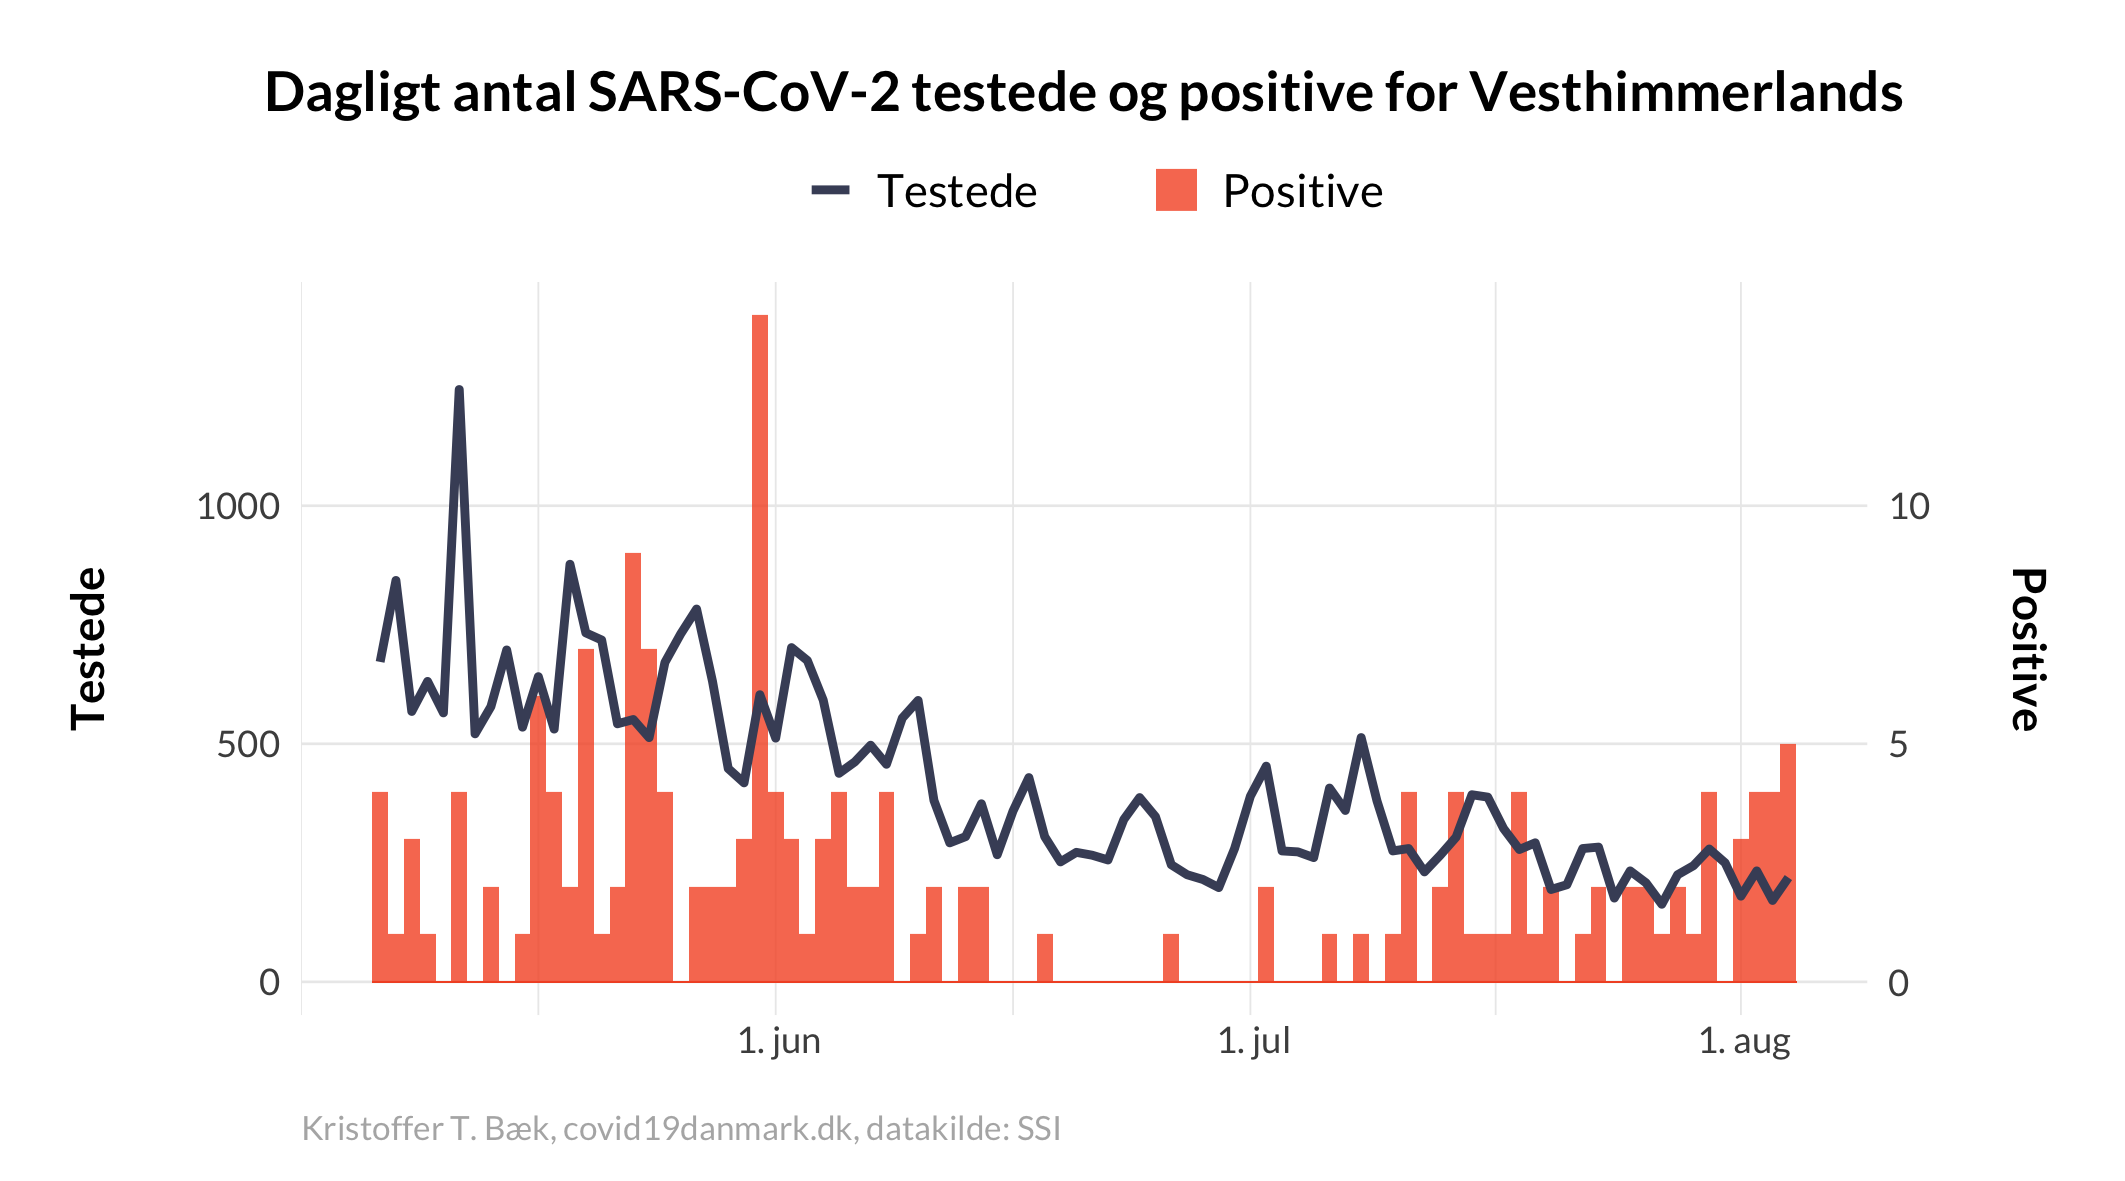 Dagligt antal SARS-CoV-2 testede og positive for Vesthimmerlands
Testede
Positive
1000
500
0
Testede
10
5
0
Positive
1. jun
1. jul
1. aug
Kristoffer T. Bæk, covid19danmark.dk, datakilde: SSI